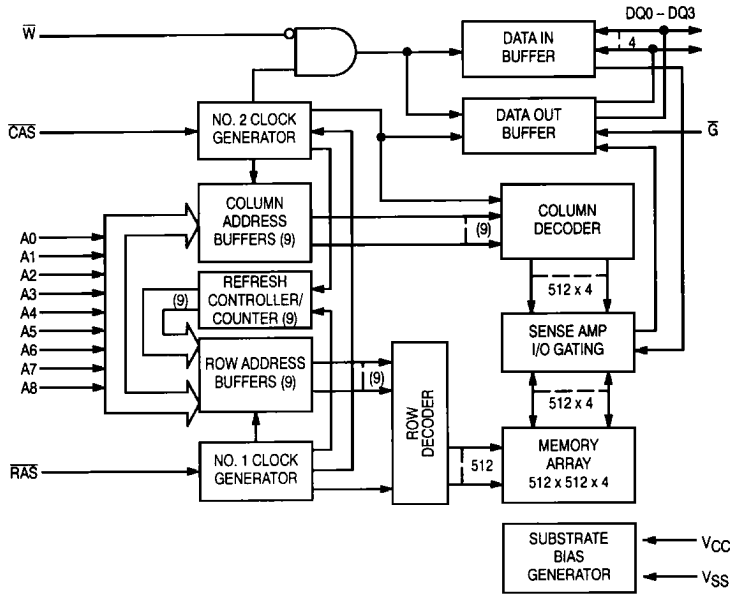 DQ0 – DQ3
W̅
DATA IN
BUFFER
4
C̅A̅S̅
NO. 2 CLOCK
GENERATOR
DATA OUT
BUFFER
G̅
COLUMN
ADDRESS
BUFFERS (9)
(9)
COLUMN
DECODER
A0
A1
A2
A3
A4
A5
A6
A7
A8
(9)
REFRESH
CONTROLLER/
COUNTER (9)
512 x 4
SENSE AMP
I/O GATING
ROW ADDRESS
BUFFERS (9)
(9)
ROW
DECODER
512 x 4
R̅A̅S̅
NO. 1 CLOCK
GENERATOR
512
MEMORY
ARRAY
512 x 512 x 4
SUBSTRATE
BIAS
GENERATOR
VCC
VSS